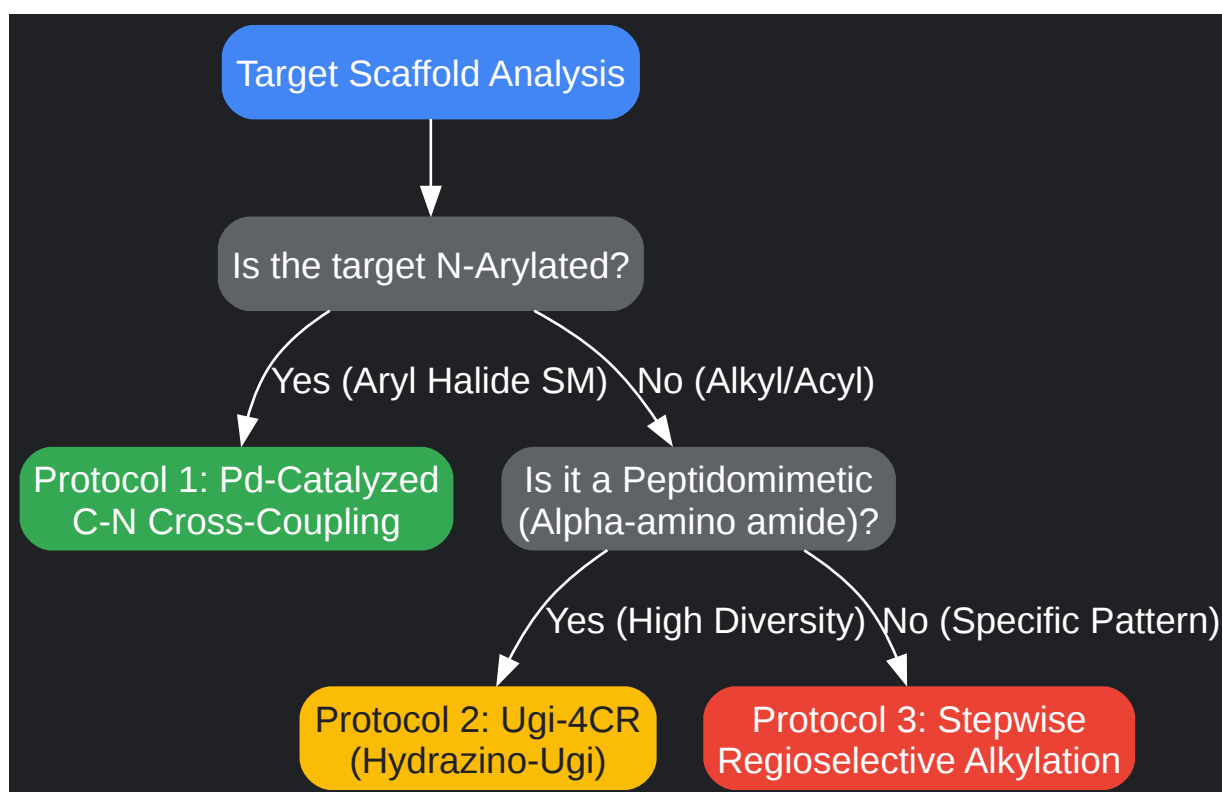 Target Scaffold Analysis
Is the target N-Arylated?
Yes (Aryl Halide SM)
No (Alkyl/Acyl)
Protocol 1: Pd-Catalyzed
C-N Cross-Coupling
Is it a Peptidomimetic
(Alpha-amino amide)?
Yes (High Diversity)
No (Specific Pattern)
Protocol 2: Ugi-4CR
(Hydrazino-Ugi)
Protocol 3: Stepwise
Regioselective Alkylation